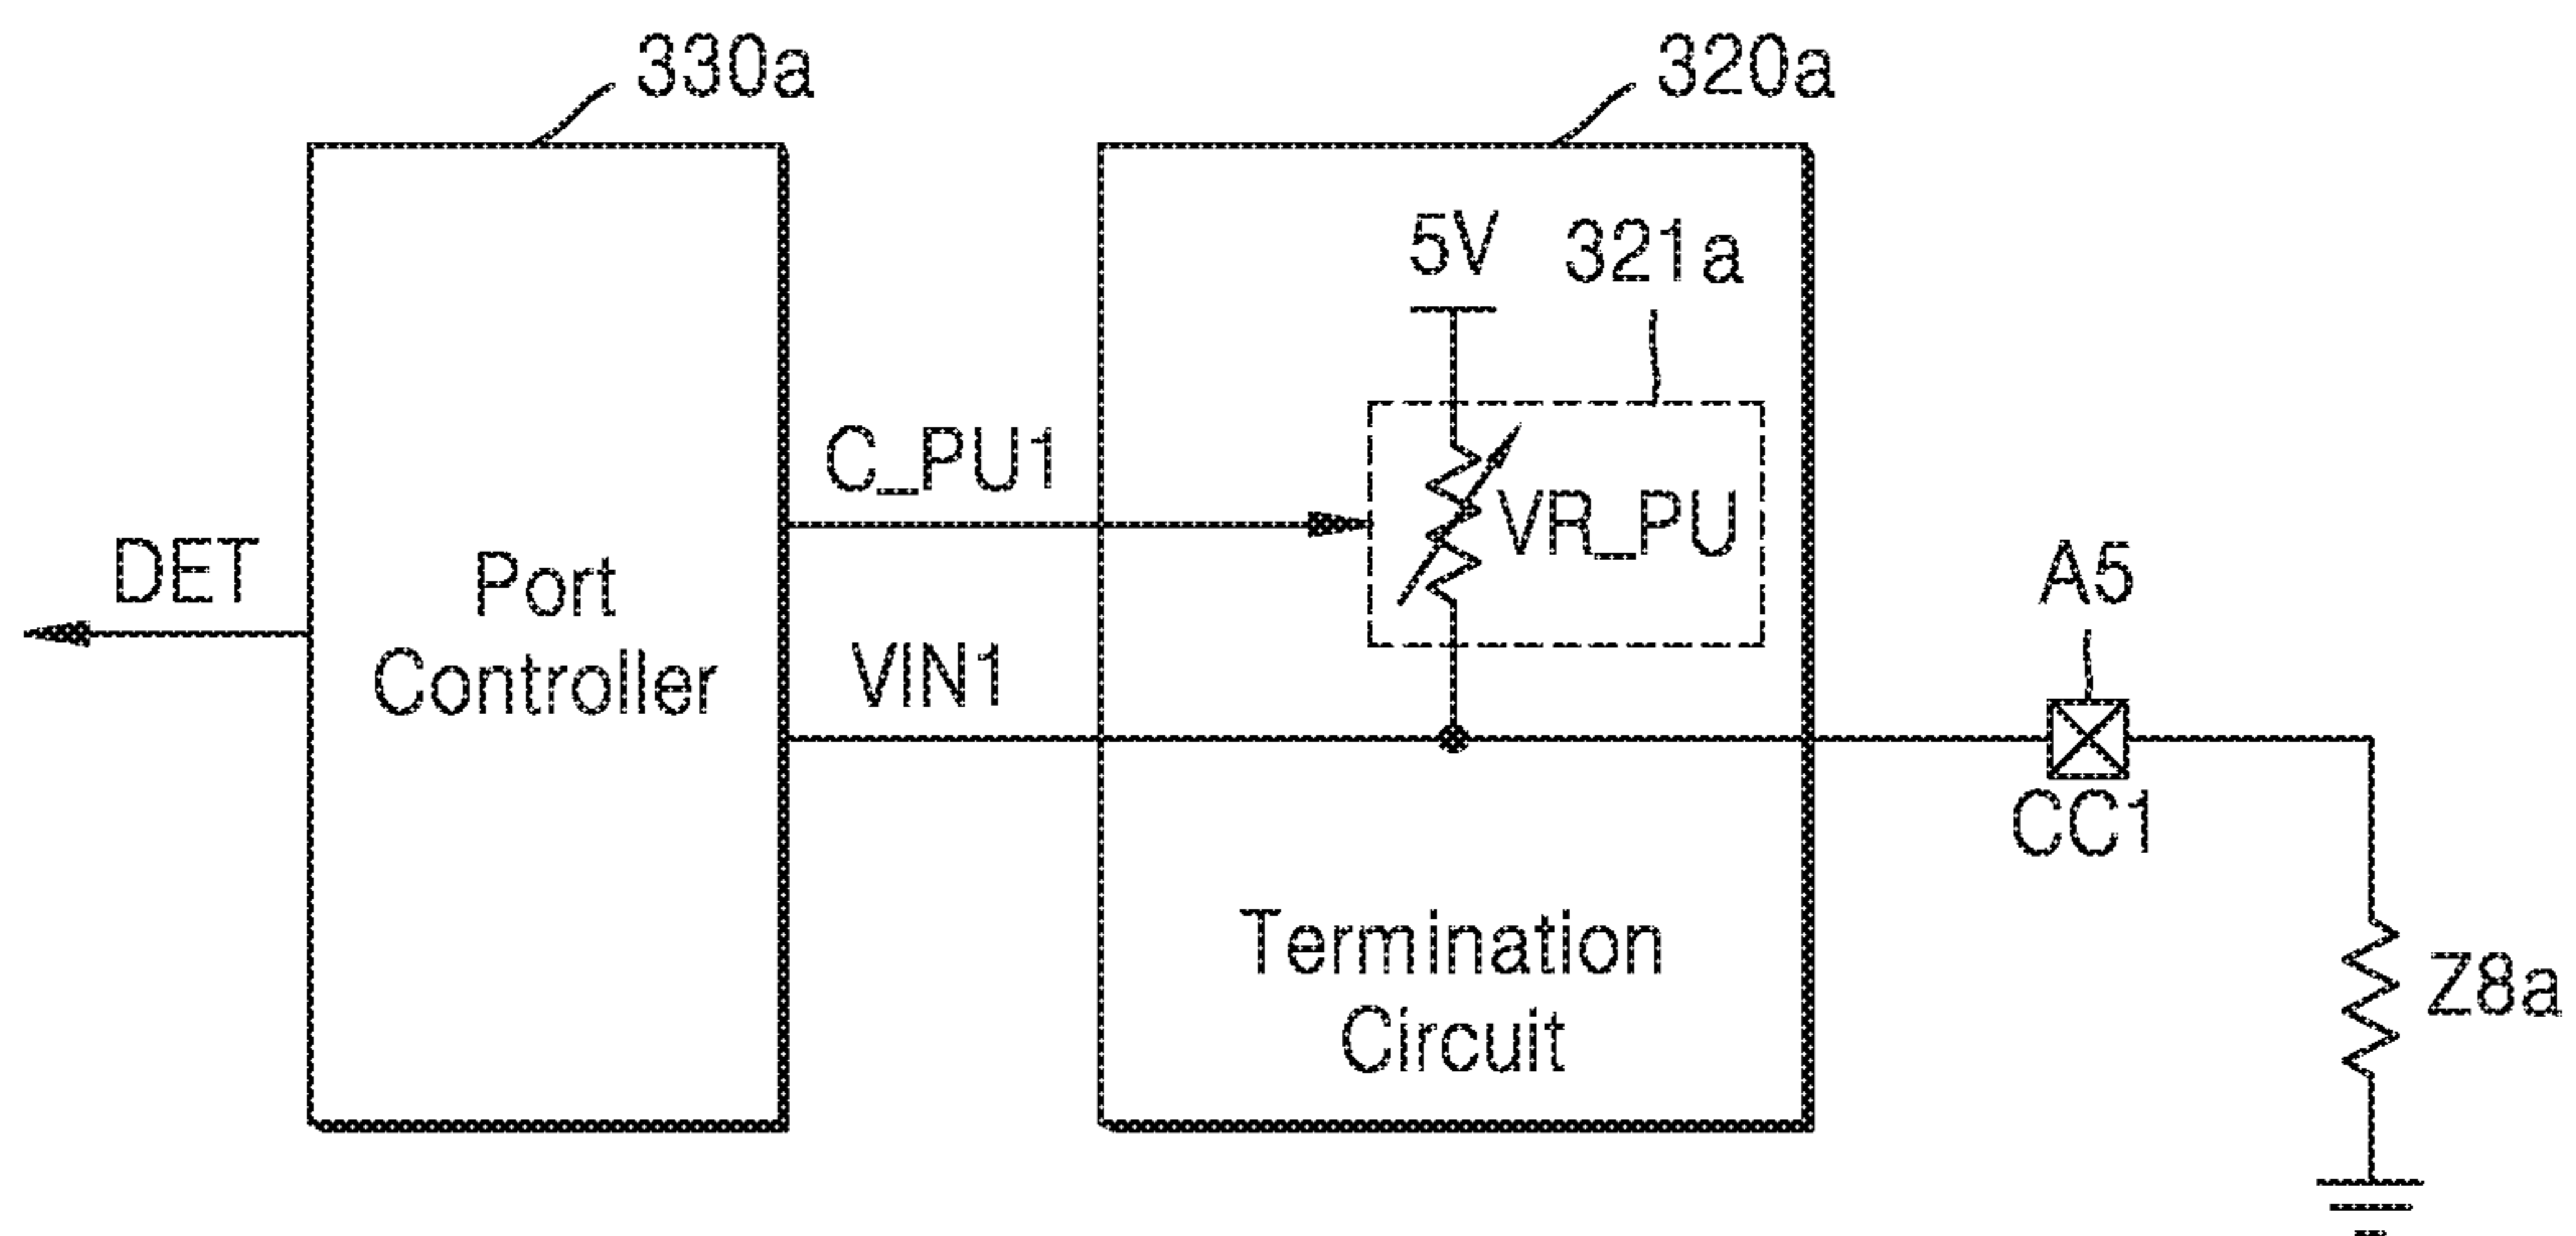 330a
320a
5V
321a
C_PU1
VR_PU
DET
Port
Controller
VIN1
A5
CC1
Termination
Circuit
Z8a